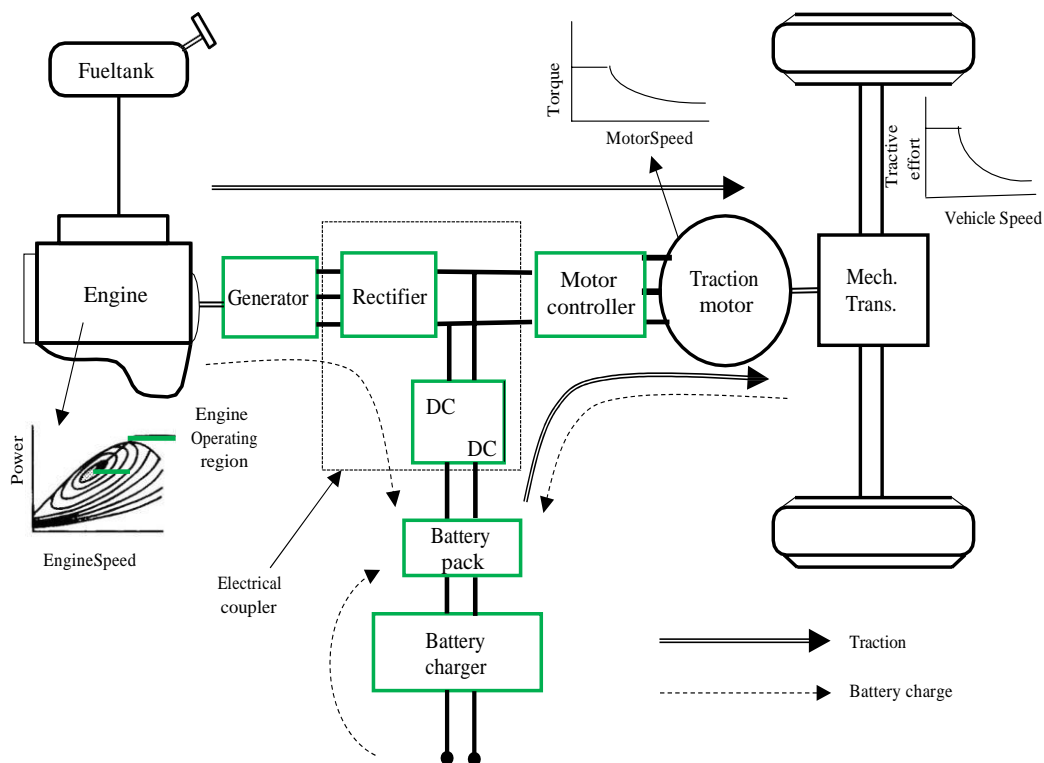 Fueltank
Torque
MotorSpeed
Tractive
effort
Vehicle Speed
Engine
Generator
Rectifier
Motor
controller
Traction
motor
Mech.
Trans.
DC
DC
Power
Engine
Operating
region
EngineSpeed
Electrical
coupler
Battery
pack
Battery
charger
Traction
Battery charge